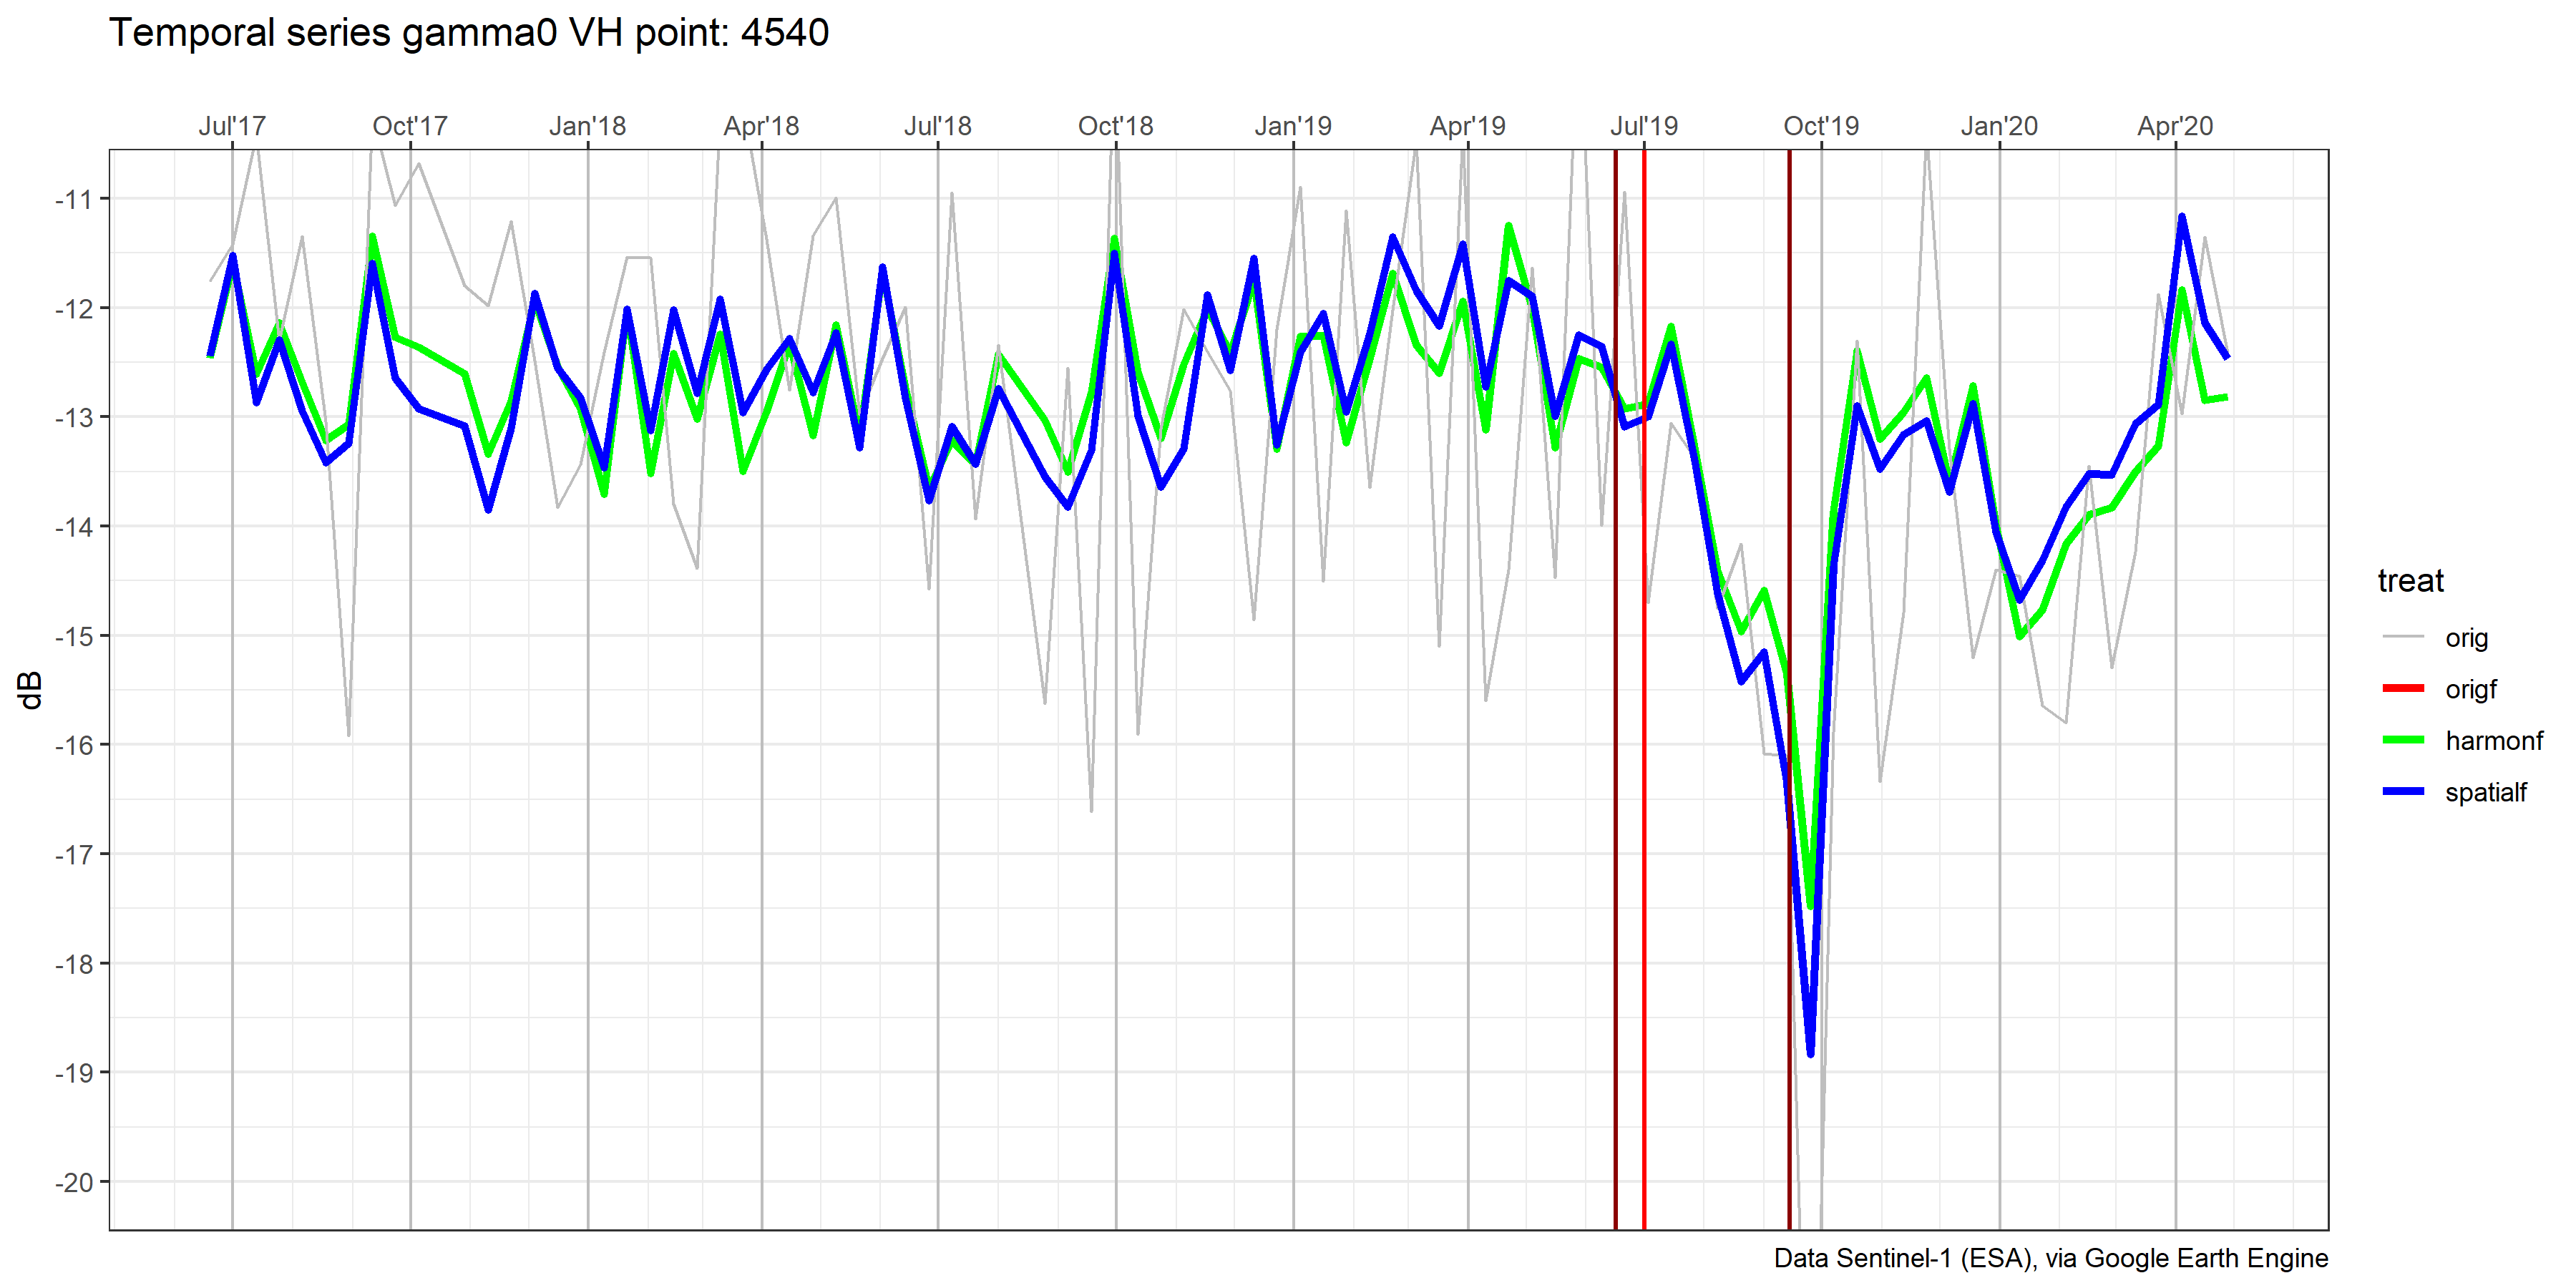 Temporal series gamma0 VH point: 4540
Jul'17 Oct'17 Jan'18 Apr'18 Jul'18 Oct'18 Jan'19 Apr'19 Jul'19 Oct'19 Jan'20 Apr'20
-11
-12
-13
-14
-15
-16
-17
-18
-19
-20
dB
treat
orig
origf
harmonf
spatialf
Data Sentinel-1 (ESA), via Google Earth Engine